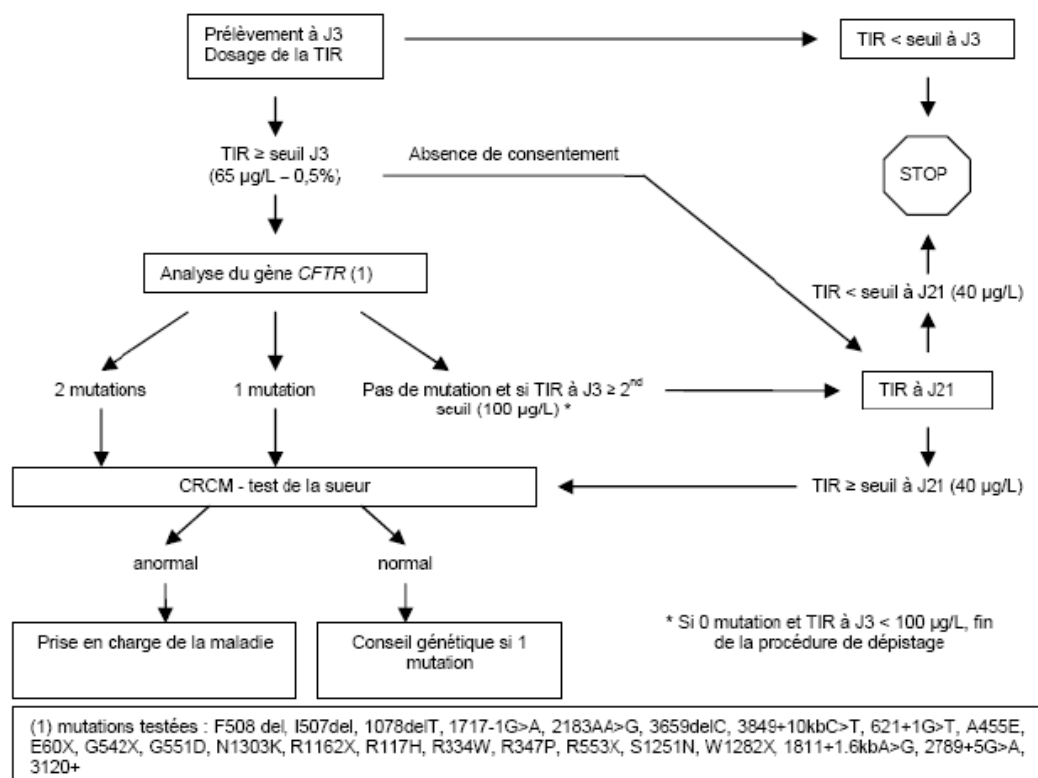 Prélèvement à J3
Dosage de la TIR
TIR < seuil à J3
TIR ≥ seuil J3
(65 µg/L – 0,5%)
Absence de consentement
STOP
Analyse du gène CFTR (1)
TIR < seuil à J21 (40 µg/L)
2 mutations
1 mutation
Pas de mutation et si TIR à J3 ≥ 2nd
seuil (100 µg/L) *
TIR à J21
CRCM - test de la sueur
TIR ≥ seuil à J21 (40 µg/L)
anormal
normal
Prise en charge de la maladie
Conseil génétique si 1
mutation
* Si 0 mutation et TIR à J3 < 100 µg/L, fin
de la procédure de dépistage
(1) mutations testées : F508 del, I507del, 1078delT, 1717-1G>A, 2183AA>G, 3659delC, 3849+10kbC>T, 621+1G>T, A455E,
E60X, G542X, G551D, N1303K, R1162X, R117H, R334W, R347P, R553X, S1251N, W1282X, 1811+1.6kbA>G, 2789+5G>A,
3120+